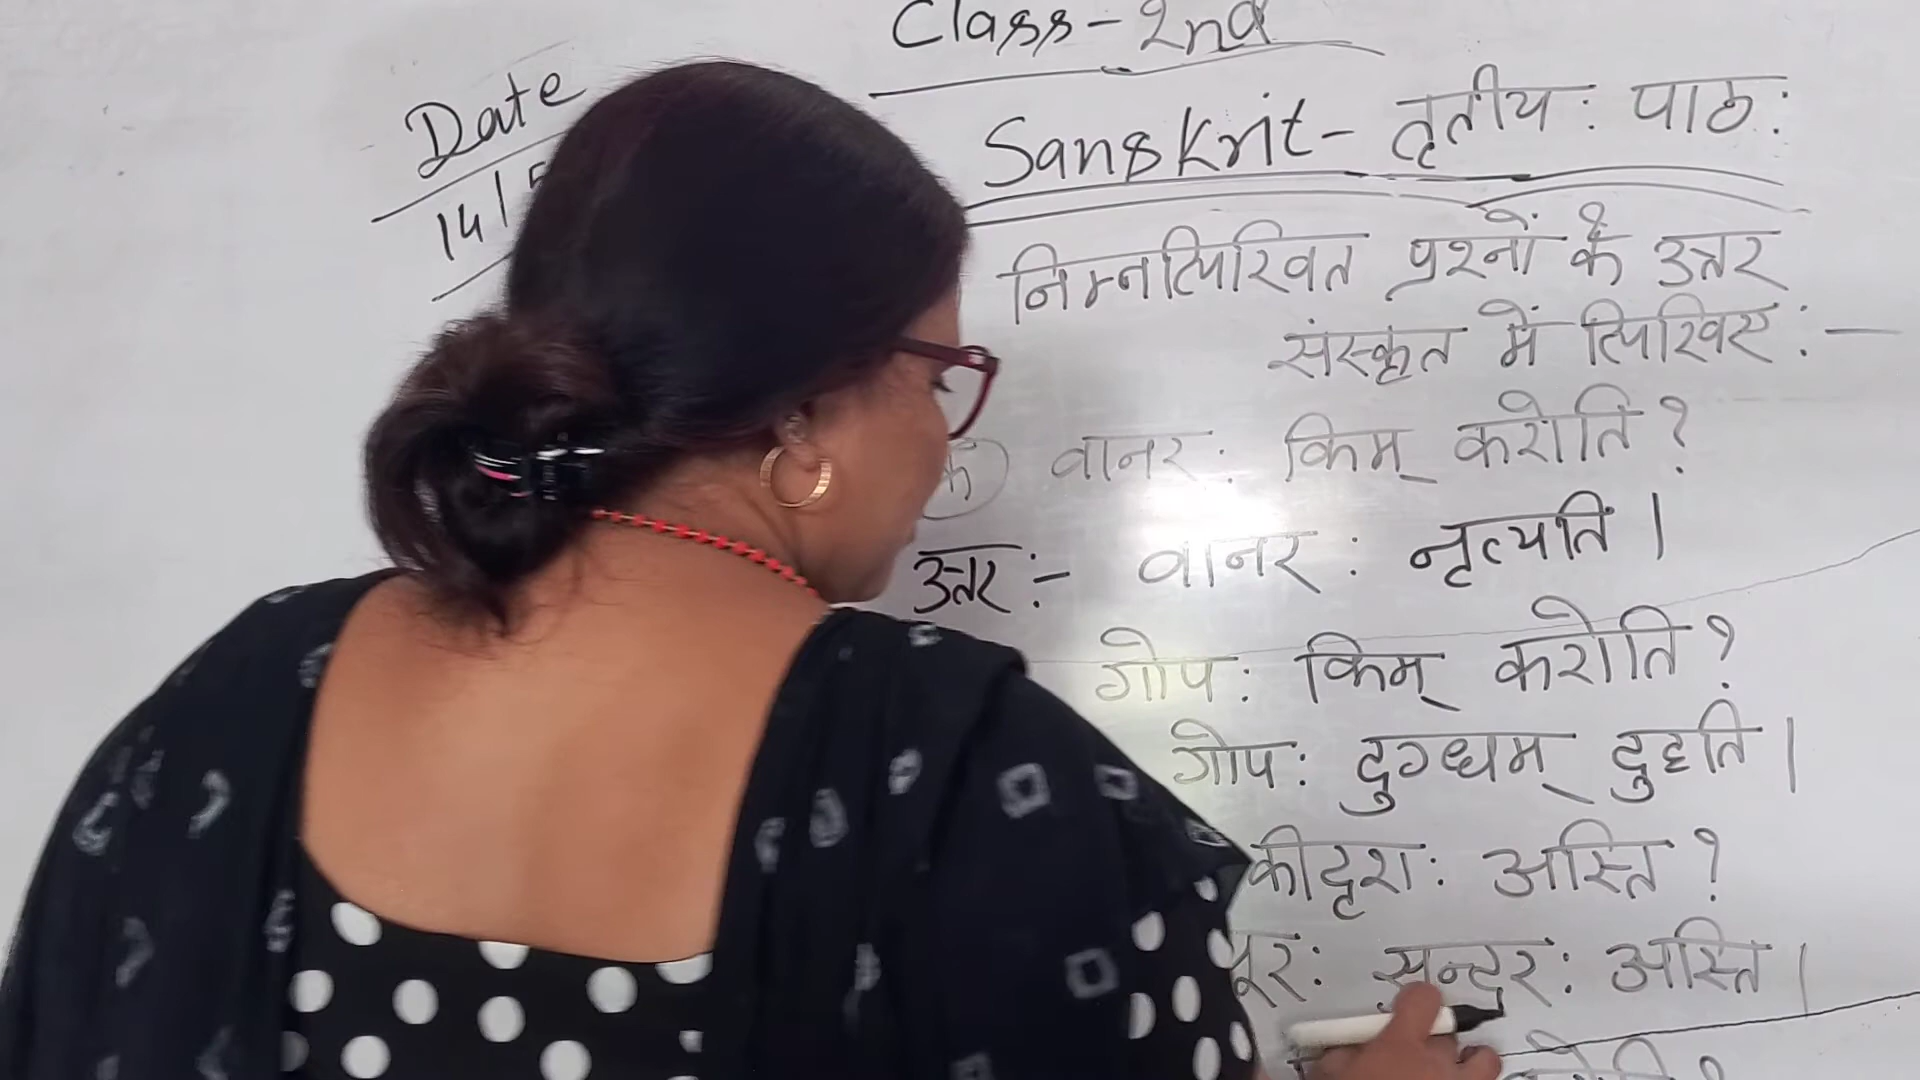 Class - 2nd
Date
14/5
Sanskrit - तृतीय: पाठ:
निम्नलिखित प्रश्नों के उत्तर
संस्कृत में लिखिए :-
क) वानर: किम् करोति?
उत्तर:- वानर: नृत्यति।
गोप: किम् करोति?
गोप: दुग्धम् दुहति।
कीदृश: अस्ति?
सुन्दर: अस्ति।